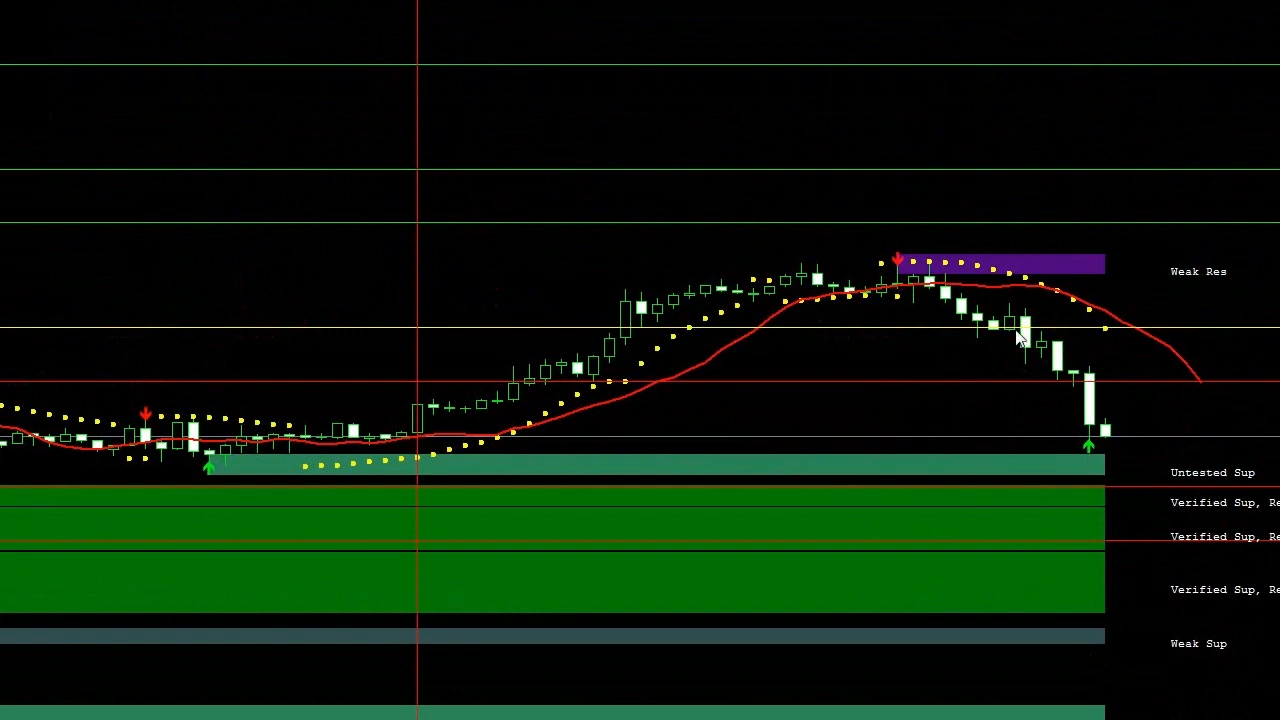 Weak Res
Untested Sup
Verified Sup, Re
Verified Sup, Re
Verified Sup, Re
Weak Sup